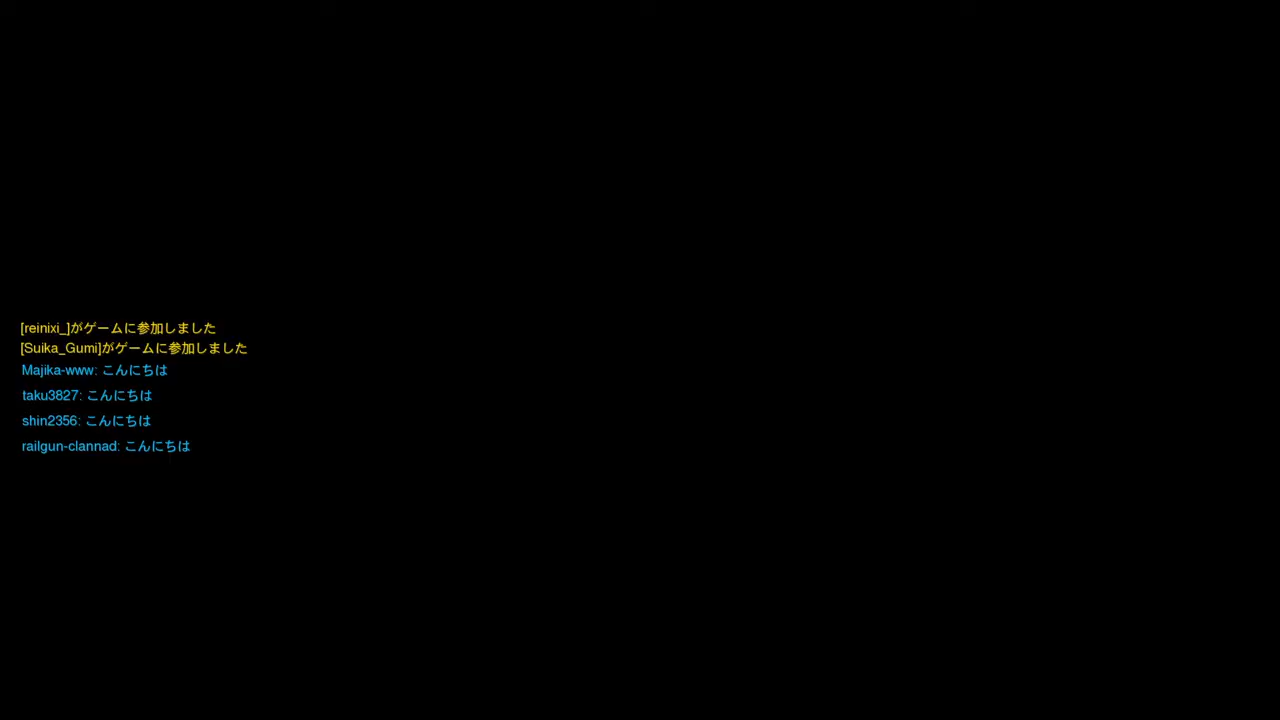 [reinixi_]がゲームに参加しました
[Suika_Gumi]がゲームに参加しました
Majika-www: こんにちは
taku3827: こんにちは
shin2356: こんにちは
railgun-clannad: こんにちは